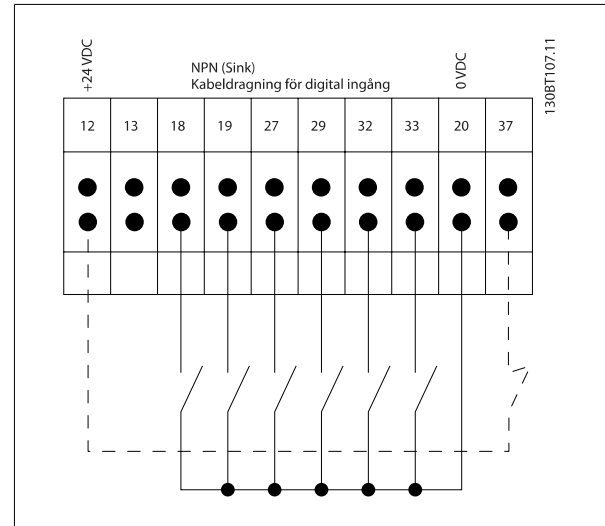 +24 VDC
NPN (Sink)
Kabeldragning för digital ingång
0 VDC
130BT107.11
12 13 18 19 27 29 32 33 20 37